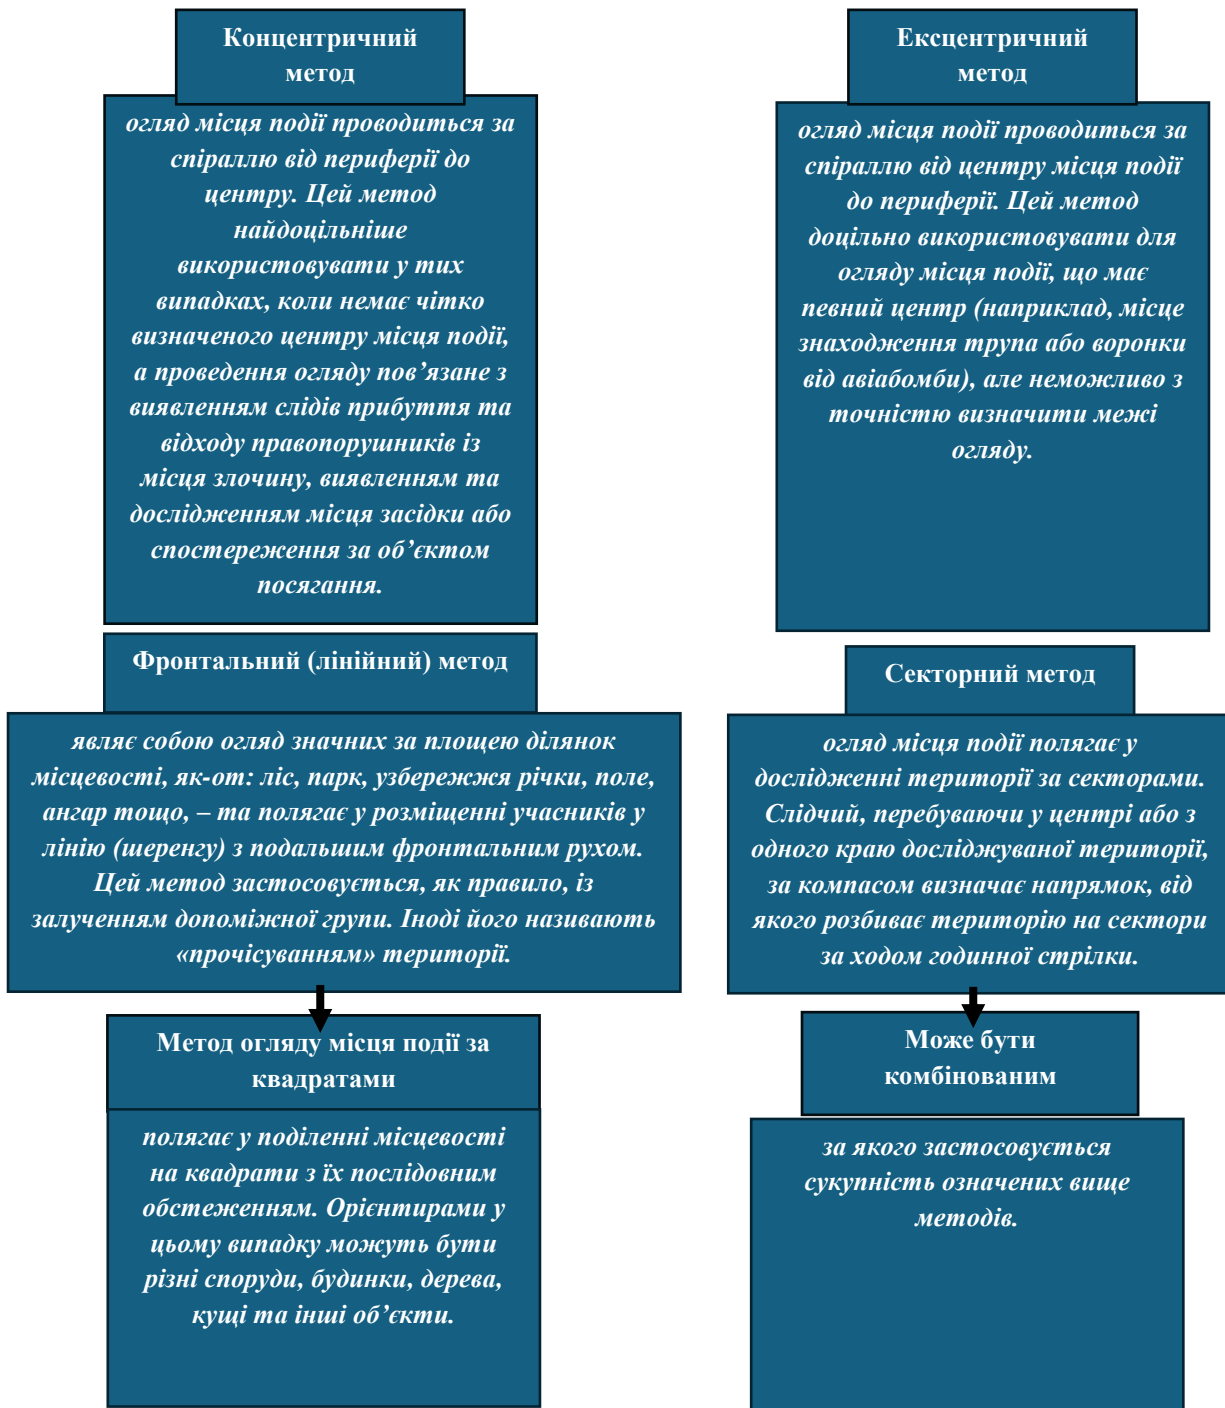 Концентричний
метод
огляд місця події проводиться за
спіраллю від периферії до
центру. Цей метод
найдоцільніше
використовувати у тих
випадках, коли немає чітко
визначеного центру місця події,
а проведення огляду пов’язане з
виявленням слідів прибуття та
відходу правопорушників із
місця злочину, виявленням та
дослідженням місця засідки або
спостереження за об’єктом
посягання.
Ексцентричний
метод
огляд місця події проводиться за
спіраллю від центру місця події
до периферії. Цей метод
доцільно використовувати для
огляду місця події, що має
певний центр (наприклад, місце
знаходження трупа або воронки
від авіабомби), але неможливо з
точністю визначити межі
огляду.
Фронтальний (лінійний) метод
являє собою огляд значних за площею ділянок
місцевості, як-от: ліс, парк, узбережжя річки, поле,
ангар тощо, – та полягає у розміщенні учасників у
лінію (шеренгу) з подальшим фронтальним рухом.
Цей метод застосовується, як правило, із
залученням допоміжної групи. Іноді його називають
«прочісуванням» території.
Секторний метод
огляд місця події полягає у
дослідженні території за секторами.
Слідчий, перебуваючи у центрі або з
одного краю досліджуваної території,
за компасом визначає напрямок, від
якого розбиває територію на сектори
за ходом годинної стрілки.
Метод огляду місця події за
квадратами
полягає у поділенні місцевості
на квадрати з їх послідовним
обстеженням. Орієнтирами у
цьому випадку можуть бути
різні споруди, будинки, дерева,
кущі та інші об’єкти.
Може бути
комбінованим
за якого застосовується
сукупність означених вище
методів.